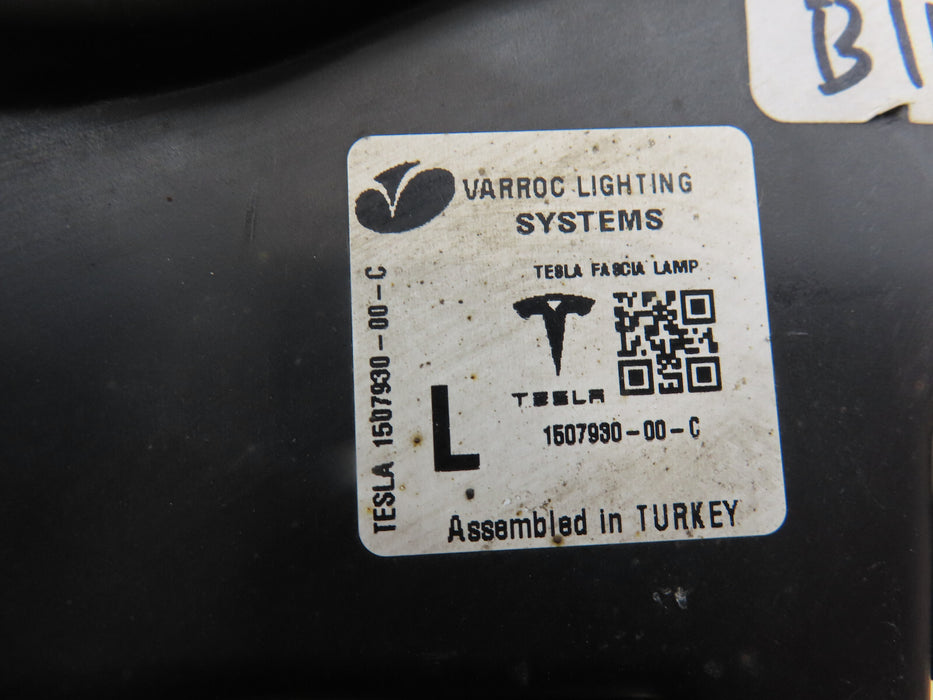 VARROC LIGHTING
SYSTEMS
TESLA FASCIA LAMP
TESLA
1507930-00-C
L
TESLA 1507930-00-C
Assembled in TURKEY